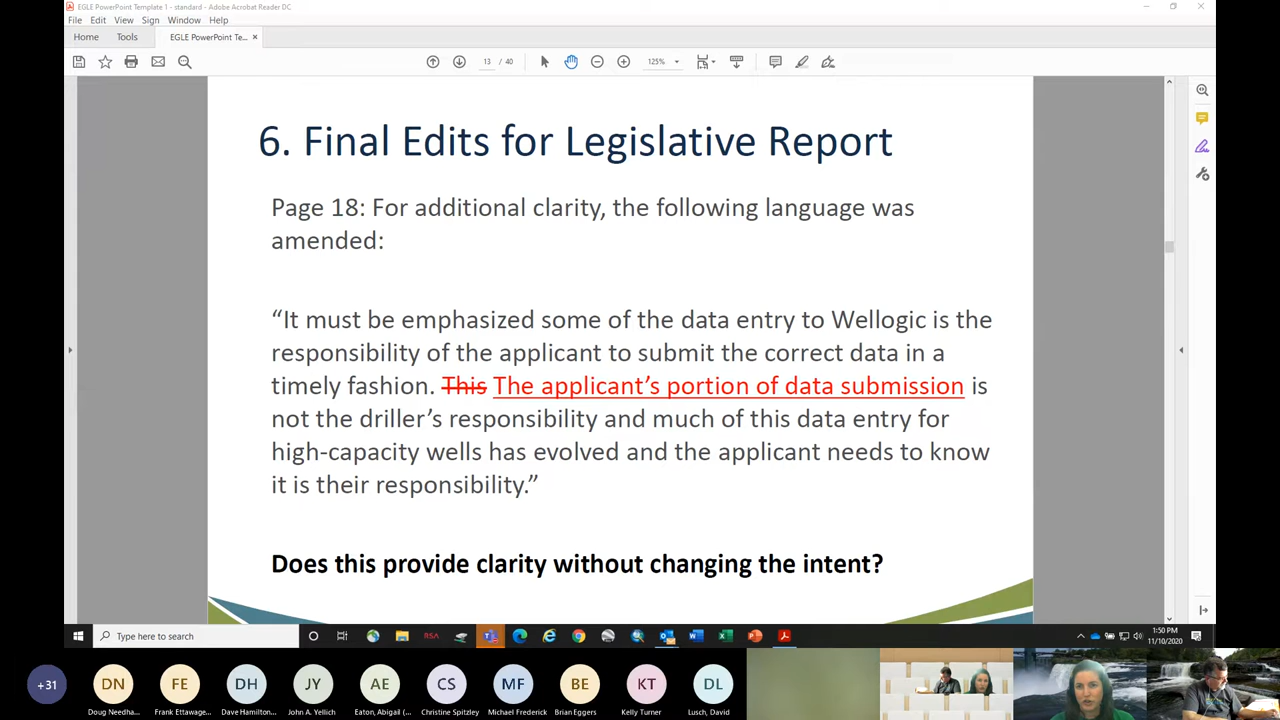 EGLE PowerPoint Template 1 - standard - Adobe Acrobat Reader DC
File Edit View Sign Window Help
Home Tools EGLE PowerPoint Te... ×
13 / 40 125%
6. Final Edits for Legislative Report
Page 18: For additional clarity, the following language was
amended:
“It must be emphasized some of the data entry to Wellogic is the
responsibility of the applicant to submit the correct data in a
timely fashion. This The applicant’s portion of data submission is
not the driller’s responsibility and much of this data entry for
high-capacity wells has evolved and the applicant needs to know
it is their responsibility.”
Does this provide clarity without changing the intent?
Type here to search
RSA
1:50 PM
11/10/2020
+31 DN FE DH JY AE CS MF BE KT DL
Doug Needha... Frank Ettawage... Dave Hamilton... John A. Yellich Eaton, Abigail (... Christine Spitzley Michael Frederick Brian Eggers Kelly Turner Lusch, David